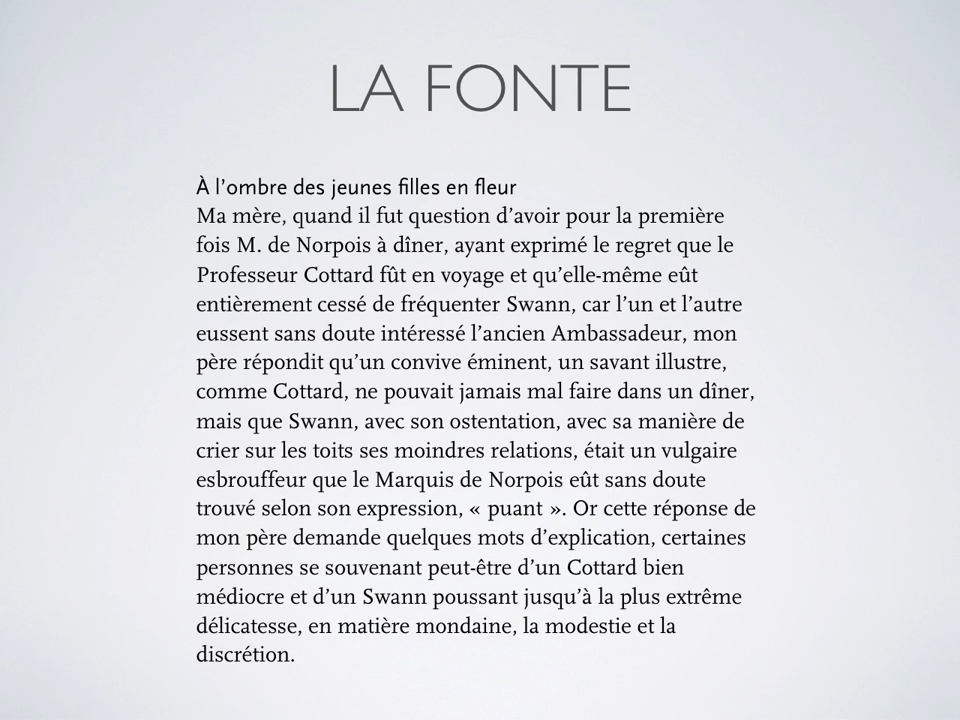 LA FONTE
À l’ombre des jeunes filles en fleur
Ma mère, quand il fut question d’avoir pour la première
fois M. de Norpois à dîner, ayant exprimé le regret que le
Professeur Cottard fût en voyage et qu’elle-même eût
entièrement cessé de fréquenter Swann, car l’un et l’autre
eussent sans doute intéressé l’ancien Ambassadeur, mon
père répondit qu’un convive éminent, un savant illustre,
comme Cottard, ne pouvait jamais mal faire dans un dîner,
mais que Swann, avec son ostentation, avec sa manière de
crier sur les toits ses moindres relations, était un vulgaire
esbrouffeur que le Marquis de Norpois eût sans doute
trouvé selon son expression, « puant ». Or cette réponse de
mon père demande quelques mots d’explication, certaines
personnes se souvenant peut-être d’un Cottard bien
médiocre et d’un Swann poussant jusqu’à la plus extrême
délicatesse, en matière mondaine, la modestie et la
discrétion.